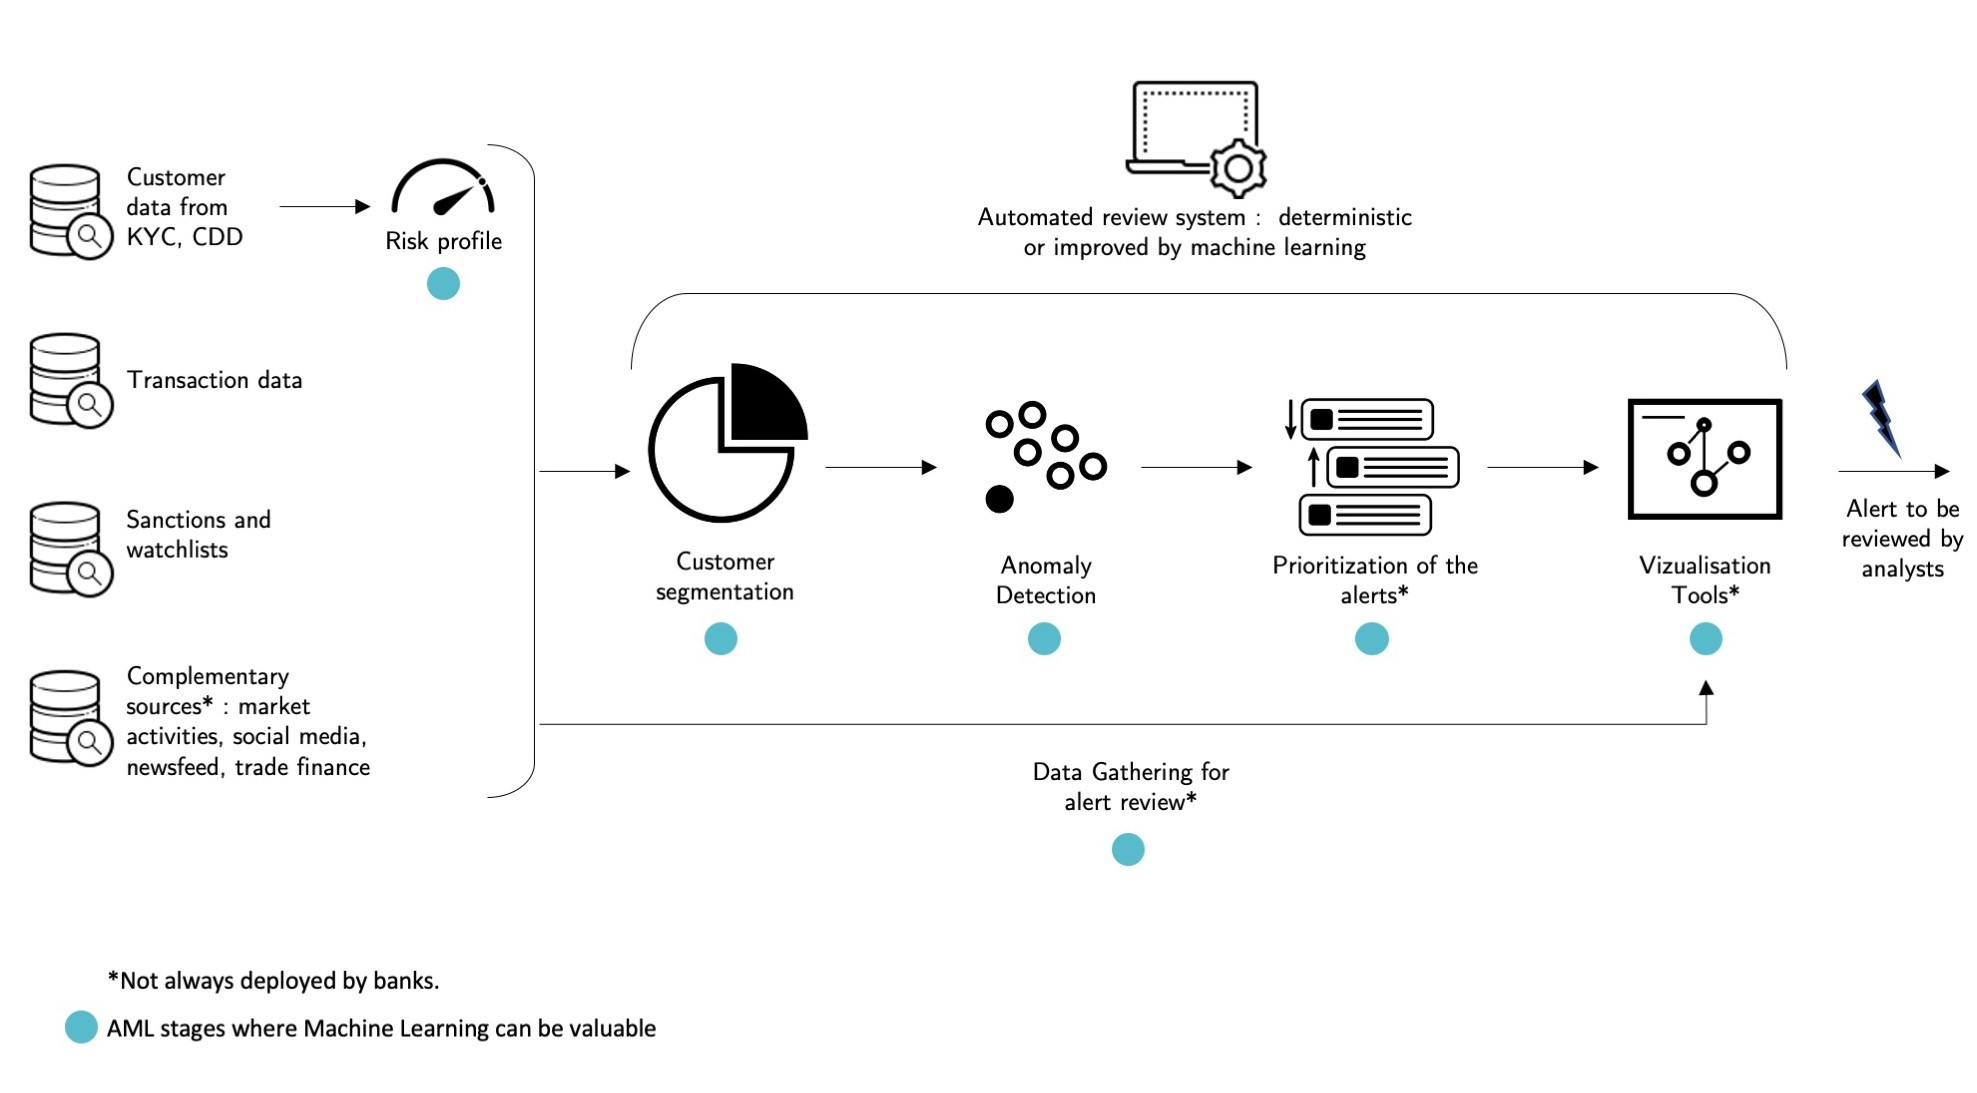 Customer
data from
KYC, CDD
Risk profile
Transaction data
Sanctions and
watchlists
Complementary
sources* : market
activities, social media,
newsfeed, trade finance
Automated review system : deterministic
or improved by machine learning
Customer
segmentation
Anomaly
Detection
Prioritization of the
alerts*
Vizualisation
Tools*
Alert to be
reviewed by
analysts
Data Gathering for
alert review*
*Not always deployed by banks.
AML stages where Machine Learning can be valuable